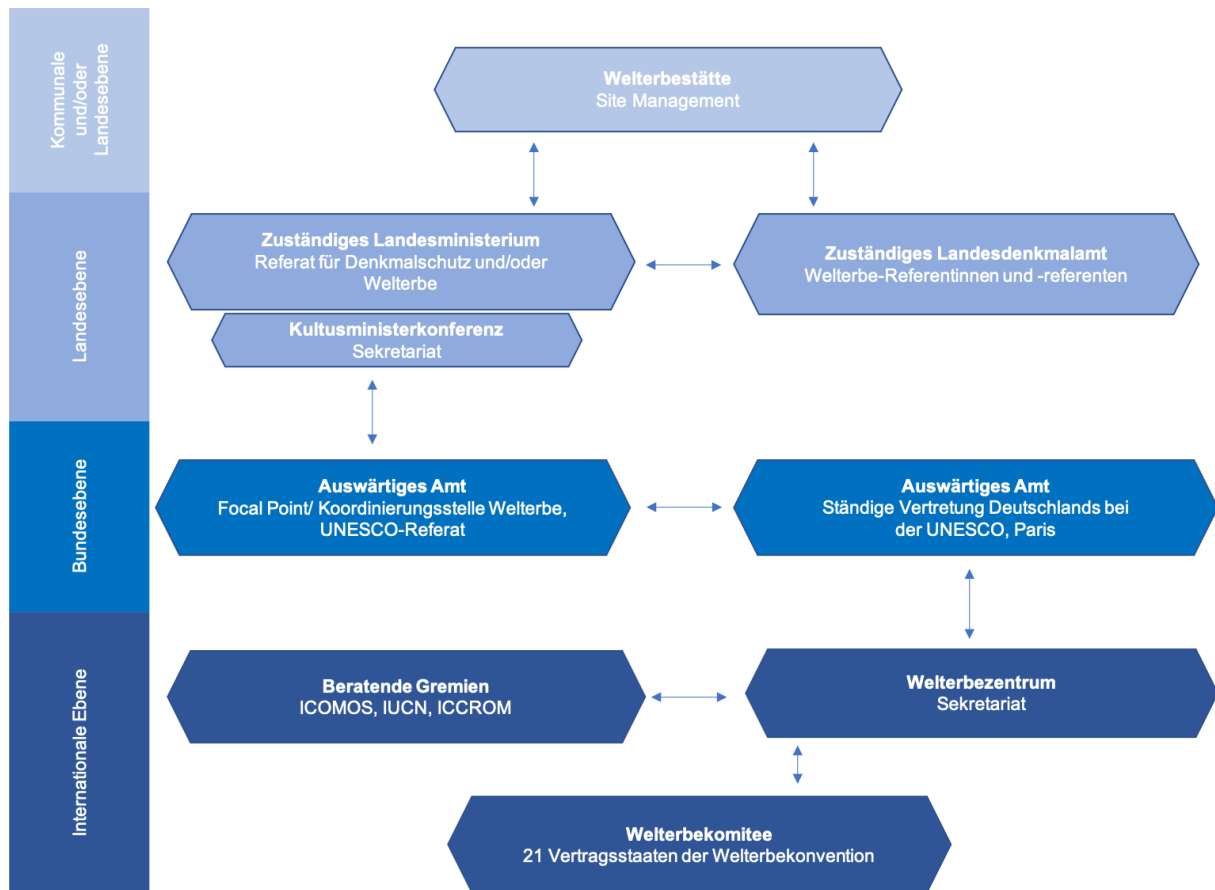 Kommunale
und/oder
Landesebene
Welterbestätte
Site Management
Landesebene
Zuständiges Landesministerium
Referat für Denkmalschutz und/oder
Welterbe
Zuständiges Landesdenkmalamt
Welterbe-Referentinnen und -referenten
Kultusministerkonferenz
Sekretariat
Bundesebene
Auswärtiges Amt
Focal Point/ Koordinierungsstelle Welterbe,
UNESCO-Referat
Auswärtiges Amt
Ständige Vertretung Deutschlands bei
der UNESCO, Paris
Internationale Ebene
Beratende Gremien
ICOMOS, IUCN, ICCROM
Welterbezentrum
Sekretariat
Welterbekomitee
21 Vertragsstaaten der Welterbekonvention